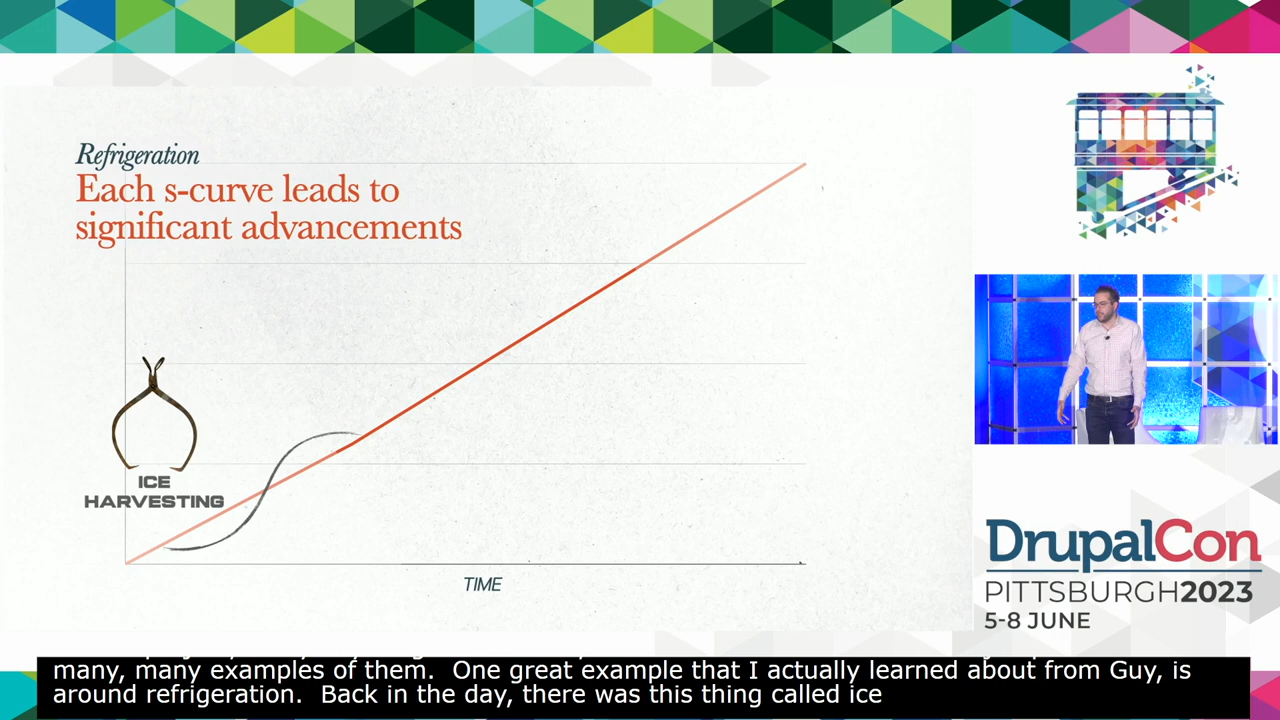 Refrigeration
Each s-curve leads to
significant advancements
ICE
HARVESTING
TIME
DrupalCon
PITTSBURGH2023
5-8 JUNE
many, many examples of them.  One great example that I actually learned about from Guy, is
around refrigeration.  Back in the day, there was this thing called ice